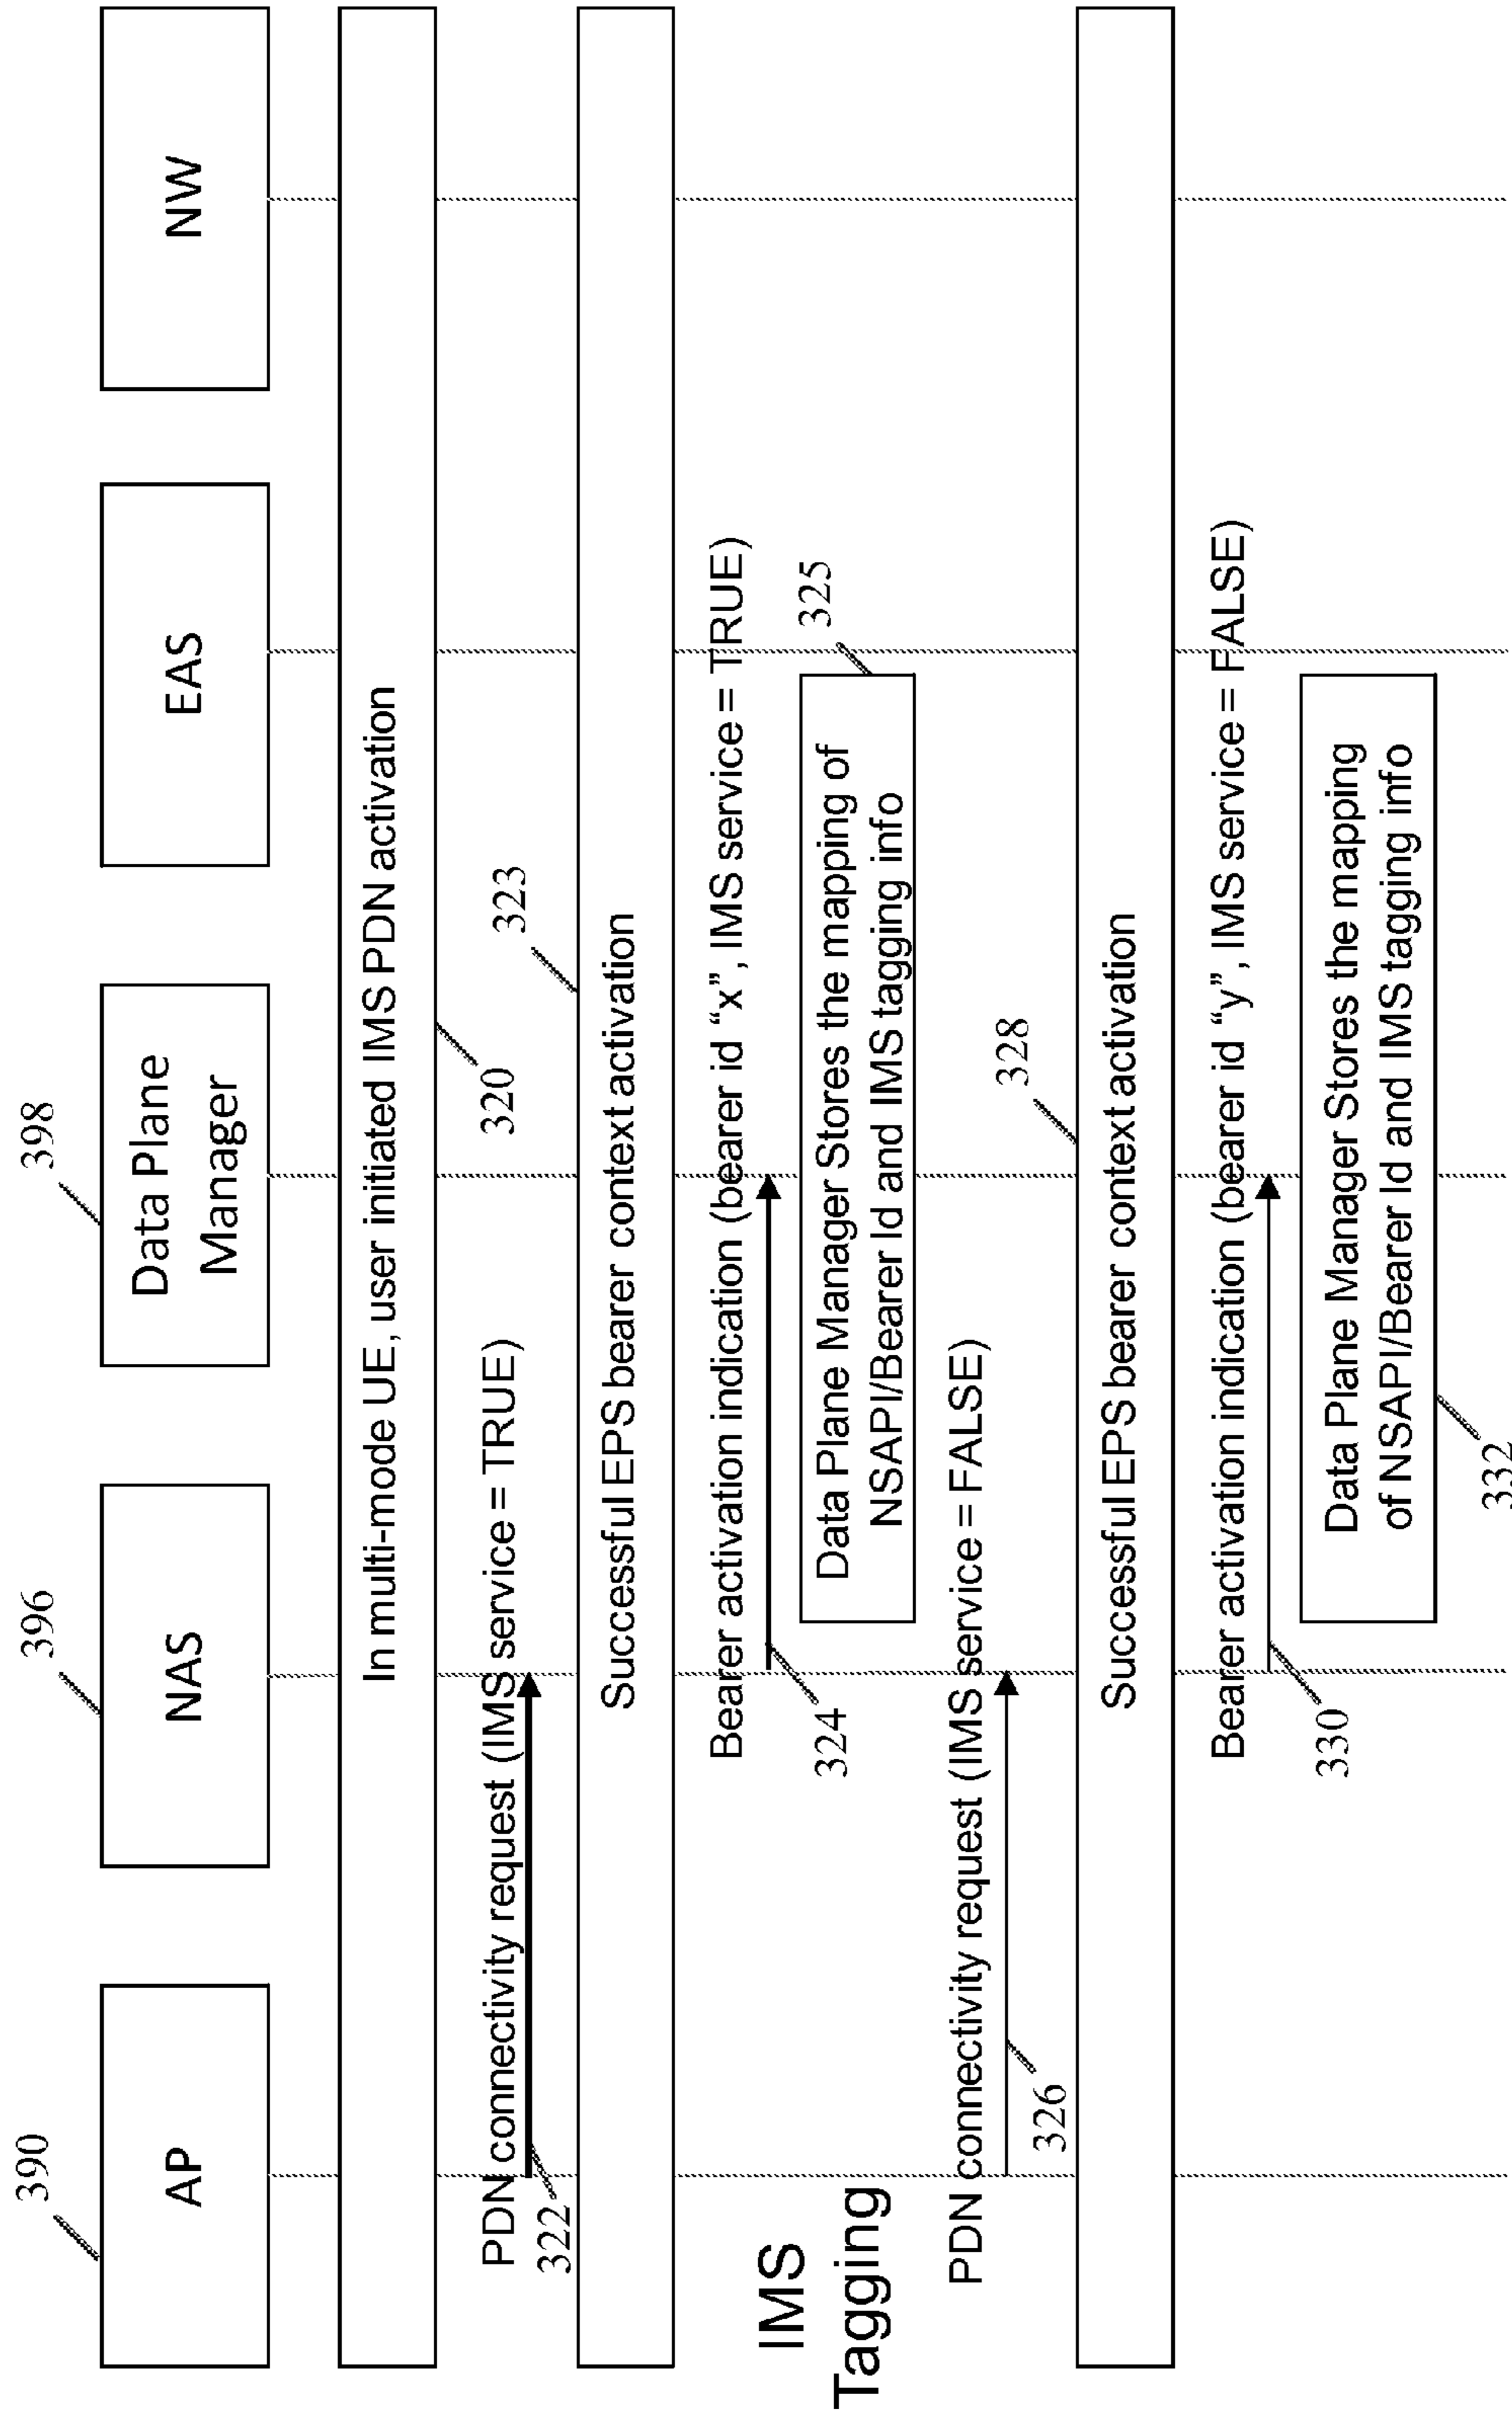 390
AP
396
NAS
398
Data Plane
Manager
EAS
NW
In multi-mode UE, user initiated IMS PDN activation
320
PDN connectivity request (IMS service = TRUE)
322
323
Successful EPS bearer context activation
Bearer activation indication (bearer id “x”, IMS service = TRUE)
324
325
Data Plane Manager Stores the mapping of
NSAPI/Bearer Id and IMS tagging info
IMS
Tagging
PDN connectivity request (IMS service = FALSE)
326
328
Successful EPS bearer context activation
Bearer activation indication (bearer id “y”, IMS service = FALSE)
330
Data Plane Manager Stores the mapping
of NSAPI/Bearer Id and IMS tagging info
332